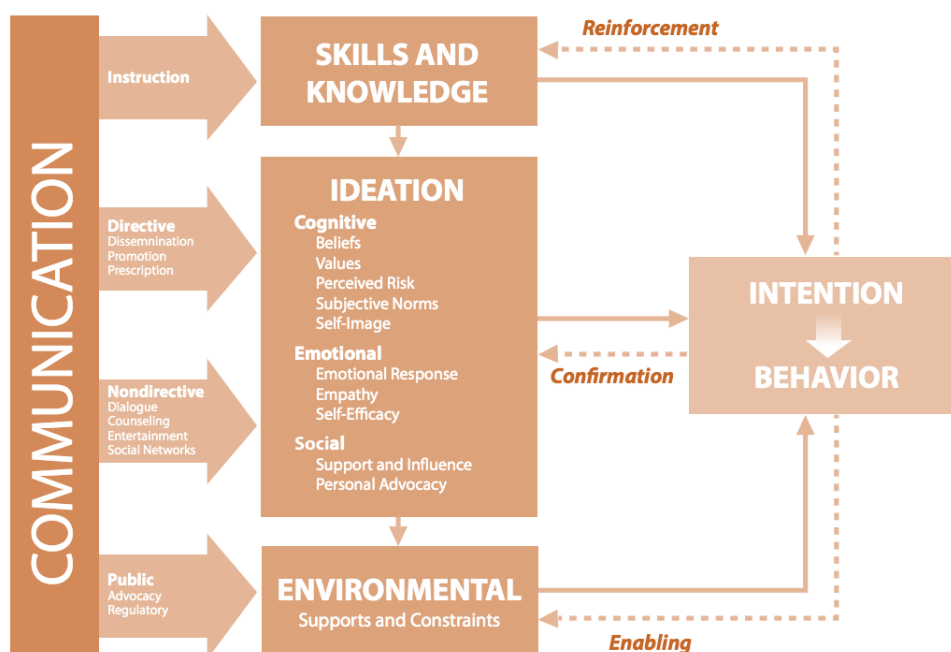 COMMUNICATION
Instruction
Directive
Dissemnination
Promotion
Prescription
Nondirective
Dialogue
Counseling
Entertainment
Social Networks
Public
Advocacy
Regulatory
SKILLS AND
KNOWLEDGE
IDEATION
Cognitive
Beliefs
Values
Perceived Risk
Subjective Norms
Self-Image
Emotional
Emotional Response
Empathy
Self-Efficacy
Social
Support and Influence
Personal Advocacy
ENVIRONMENTAL
Supports and Constraints
Reinforcement
Confirmation
Enabling
INTENTION
BEHAVIOR